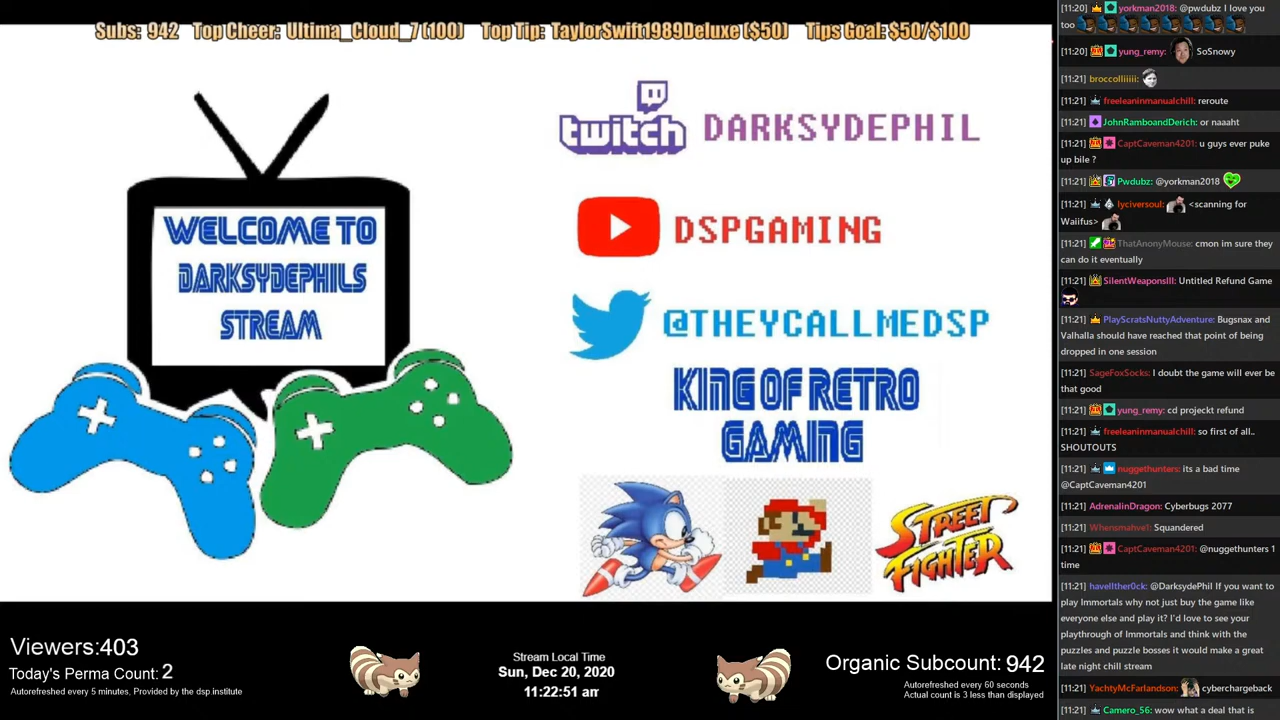 Subs: 942 Top Cheer: Ultima_Cloud_7 (100) Top Tip: TaylorSwift1989Deluxe ($50) Tips Goal: $50/$100
WELCOME TO
DARKSYDEPHILS
STREAM
twitch DARKSYDEPHIL
DSPGAMING
@THEYCALLMEDSP
KING OF RETRO
GAMING
STREET
FIGHTER
Viewers:403
Today's Perma Count: 2
Autorefreshed every 5 minutes, Provided by the dsp institute
Stream Local Time
Sun, Dec 20, 2020
11:22:51 am
Organic Subcount: 942
Autorefreshed every 60 seconds
Actual count is 3 less than displayed
[11:20] yorkman2018: @pwdubz I love you
too
[11:20] yung_remy: SoSnowy
[11:21] broccolliiiii:
[11:21] freeleaninmanualchill: reroute
[11:21] JohnRamboandDerich: or naaaht
[11:21] CaptCaveman4201: u guys ever puke
up bile ?
[11:21] Pwdubz: @yorkman2018
[11:21] lyciversoul: <scanning for
Waiifus>
[11:21] ThatAnonyMouse: cmon im sure they
can do it eventually
[11:21] SilentWeaponsIII: Untitled Refund Game
[11:21] PlayScratsNuttyAdventure: Bugsnax and
Valhalla should have reached that point of being
dropped in one session
[11:21] SageFoxSocks: I doubt the game will ever be
that good
[11:21] yung_remy: cd projeckt refund
[11:21] freeleaninmanualchill: so first of all..
SHOUTOUTS
[11:21] nuggethunters: its a bad time
@CaptCaveman4201
[11:21] AdrenalinDragon: Cyberbugs 2077
[11:21] Whensmahve!: Squandered
[11:21] CaptCaveman4201: @nuggethunters 1
time
[11:21] havellther0ck: @DarksydePhil If you want to
play Immortals why not just buy the game like
everyone else and play it? I'd love to see your
playthrough of Immortals and think with the
puzzles and puzzle bosses it would make a great
late night chill stream
[11:21] YachtyMcFarlandson: cyberchargeback
[11:21] Camero_56: wow what a deal that is